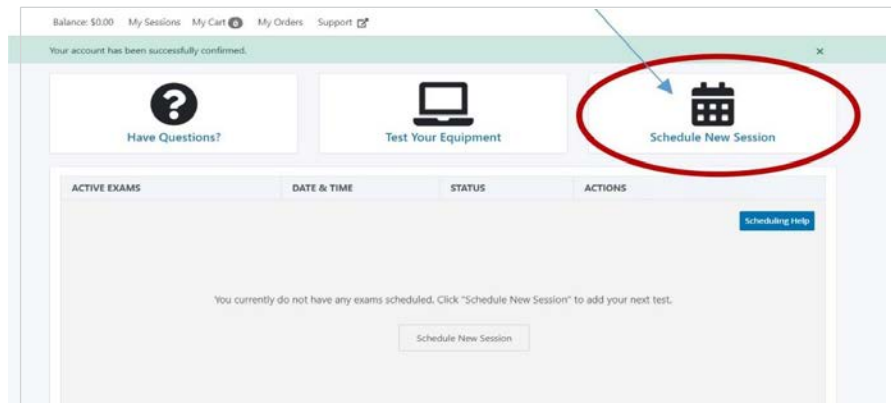 Balance: $0.00 My Sessions My Cart 0 My Orders Support
Your account has been successfully confirmed. ×
Have Questions? Test Your Equipment Schedule New Session
ACTIVE EXAMS DATE & TIME STATUS ACTIONS
Scheduling Help
You currently do not have any exams scheduled. Click "Schedule New Session" to add your next test.
Schedule New Session